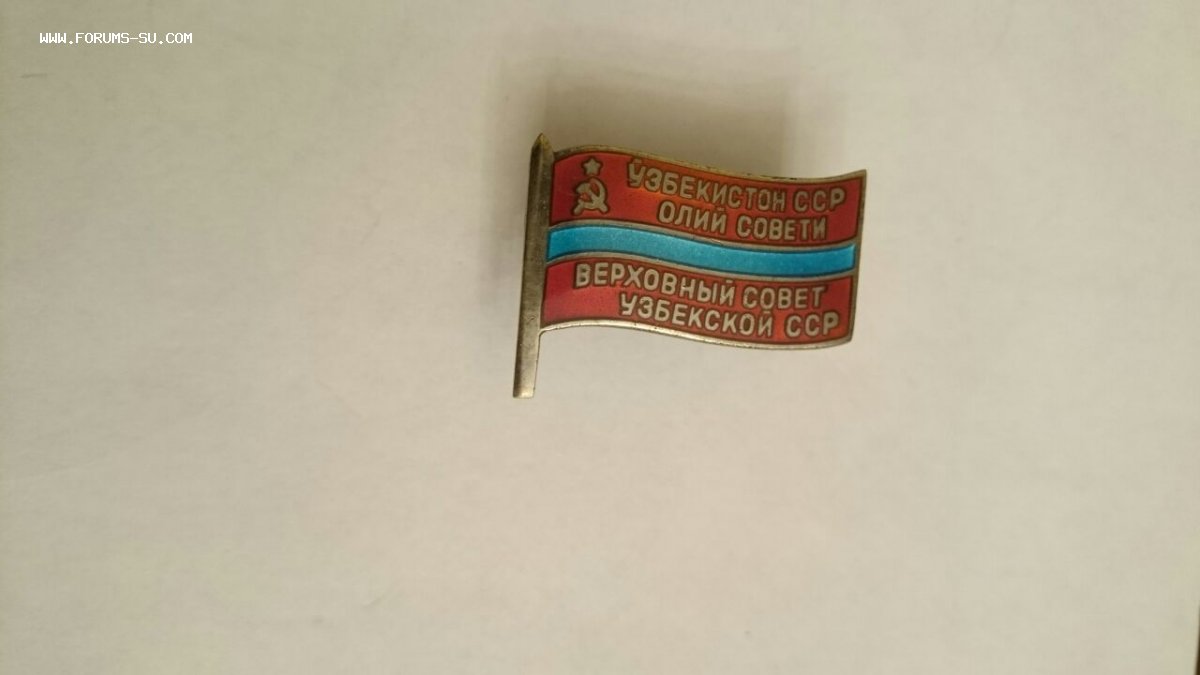 WWW.FORUMS-SU.COM
ЎЗБЕКИСТОН ССР
ОЛИЙ СОВЕТИ
ВЕРХОВНЫЙ СОВЕТ
УЗБЕКСКОЙ ССР